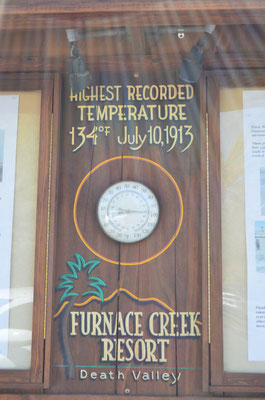 HIGHEST RECORDED
TEMPERATURE
134°F July 10, 1913
FURNACE CREEK
RESORT
Death Valley